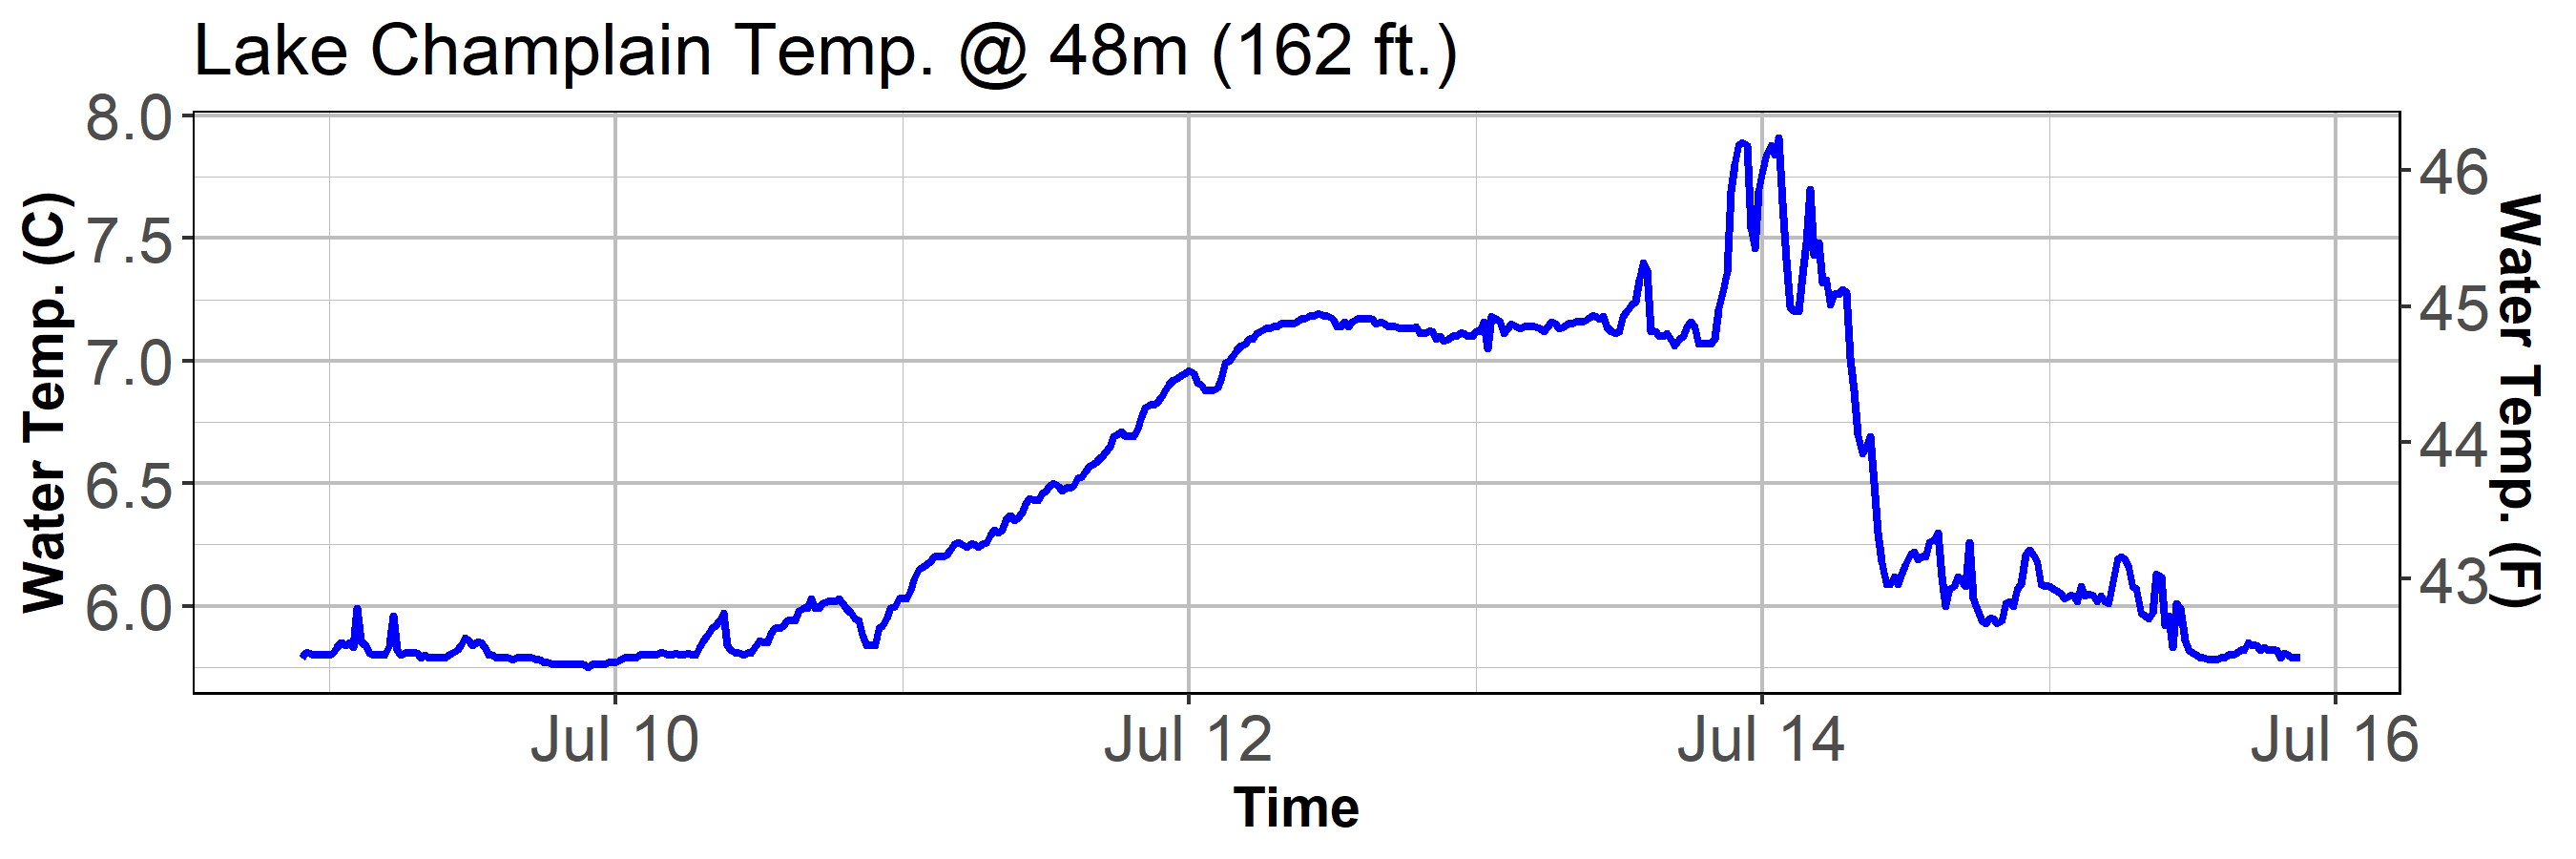 Lake Champlain Temp. @ 48m (162 ft.)
Water Temp. (C)
8.0
7.5
7.0
6.5
6.0
46
45
44
43
Water Temp. (F)
Jul 10
Jul 12
Jul 14
Jul 16
Time